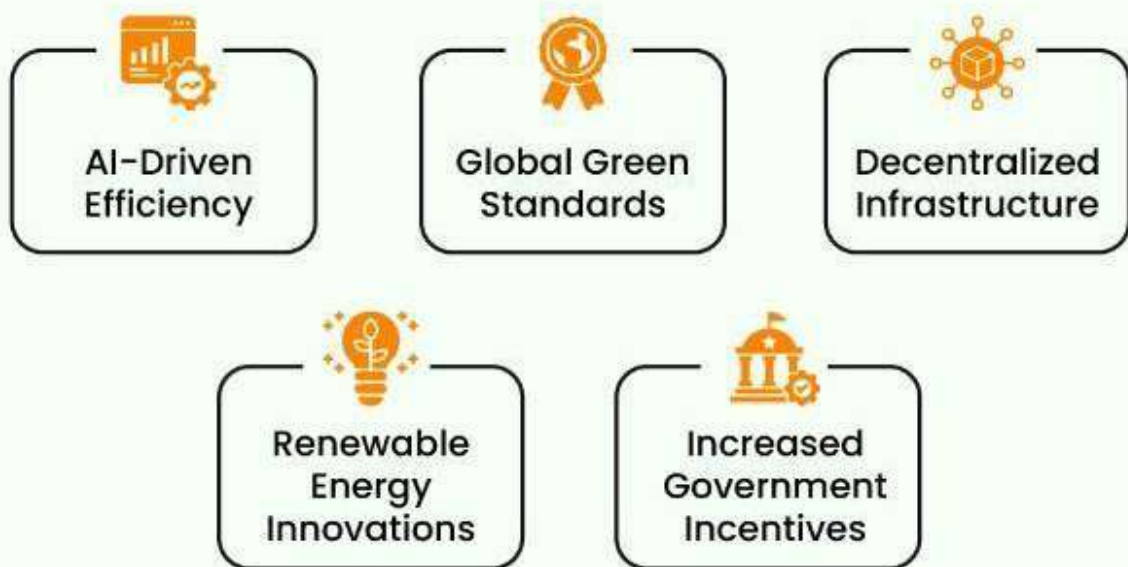 AI-Driven
Efficiency
Global Green
Standards
Decentralized
Infrastructure
Renewable
Energy
Innovations
Increased
Government
Incentives